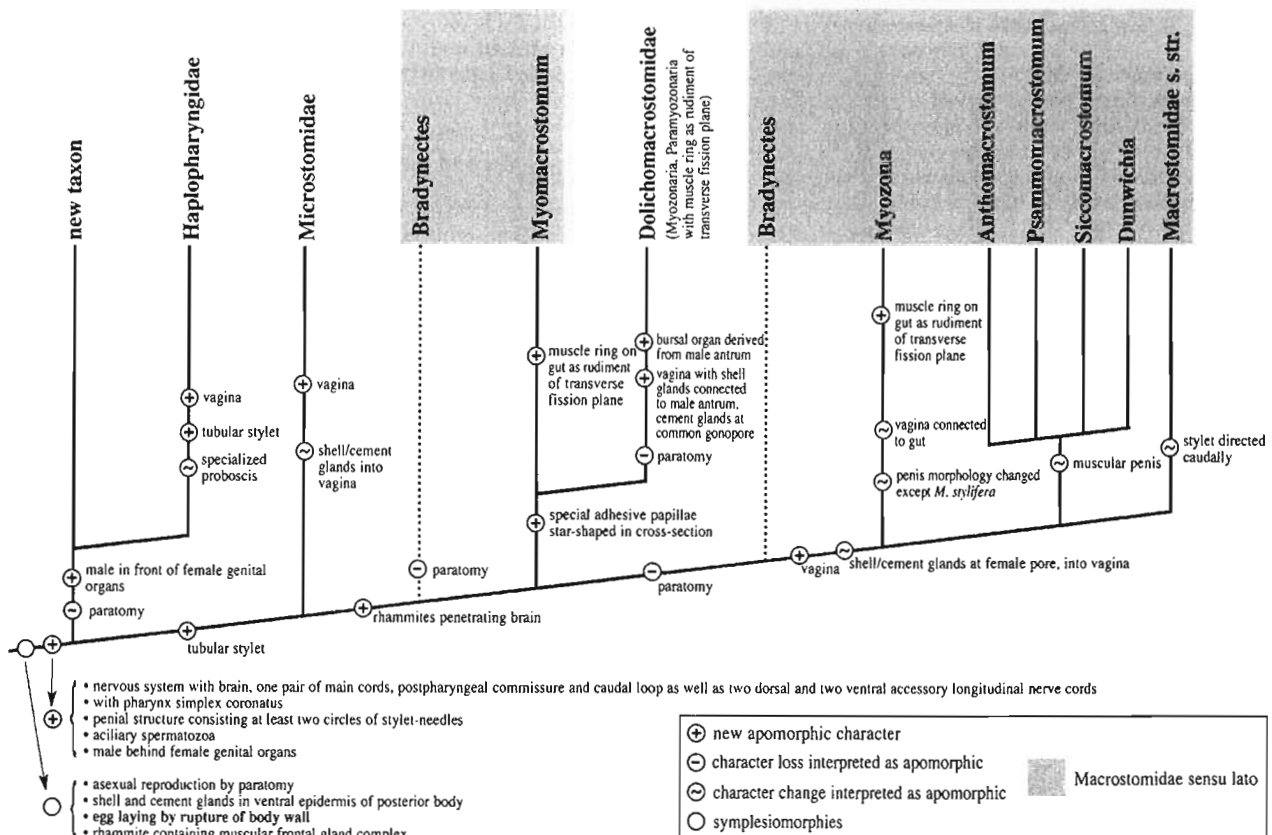 new taxon
Haplopharyngidae
Microstomidae
Bradynectes
Myomacrostomum
Dolichomacrostomidae
(Myozonaria, Paramyozonaria
with muscle ring as rudiment of
transverse fission plane)
Bradynectes
Myozona
Anthomacrostomum
Psammomacrostomum
Siccomacrostomum
Dunwichia
Macrostomidae s. str.
vagina
tubular stylet
specialized
proboscis
male in front of female genital
organs
paratomy
vagina
shell/cement
glands into
vagina
paratomy
muscle ring on
gut as rudiment
of transverse
fission plane
special adhesive papillae
star-shaped in cross-section
bursal organ derived
from male antrum
vagina with shell
glands connected
to male antrum,
cement glands at
common gonopore
paratomy
muscle ring on
gut as rudiment
of transverse
fission plane
vagina connected
to gut
penis morphology changed
except M. stylifera
muscular penis
stylet directed
caudally
tubular stylet
rhammites penetrating brain
paratomy
vagina
shell/cement glands at female pore, into vagina
• nervous system with brain, one pair of main cords, postpharyngeal commissure and caudal loop as well as two dorsal and two ventral accessory longitudinal nerve cords
• with pharynx simplex coronatus
• penial structure consisting at least two circles of stylet-needles
• aciliary spermatozoa
• male behind female genital organs
• asexual reproduction by paratomy
• shell and cement glands in ventral epidermis of posterior body
• egg laying by rupture of body wall
• rhammite containing muscular frontal gland complex
new apomorphic character
character loss interpreted as apomorphic
character change interpreted as apomorphic
symplesiomorphies
Macrostomidae sensu lato